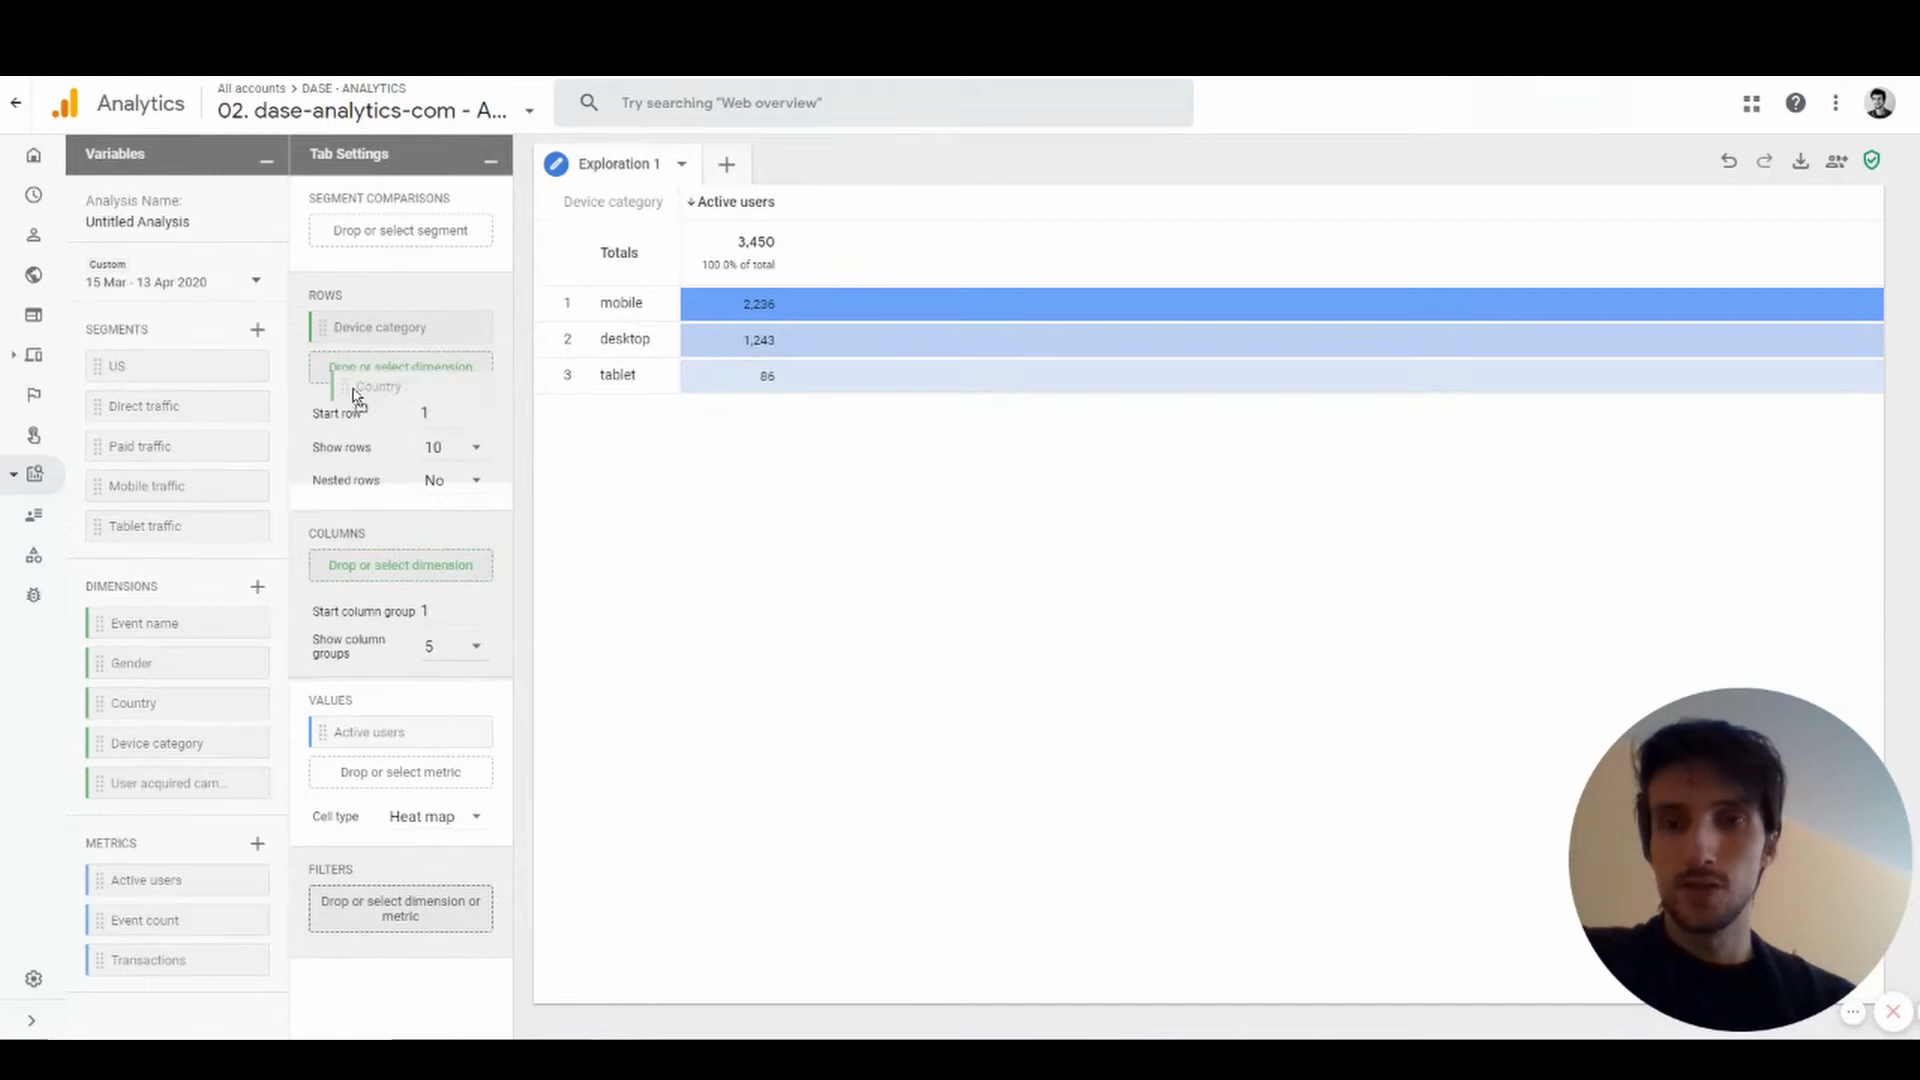 All accounts > DASE - ANALYTICS
Analytics
02. dase-analytics-com - A...
Try searching "Web overview"
Variables
Analysis Name:
Untitled Analysis
Custom
15 Mar - 13 Apr 2020
SEGMENTS
US
Direct traffic
Paid traffic
Mobile traffic
Tablet traffic
DIMENSIONS
Event name
Gender
Country
Device category
User acquired cam...
METRICS
Active users
Event count
Transactions
Tab Settings
SEGMENT COMPARISONS
Drop or select segment
ROWS
Device category
Drop or select dimension
Country
Start row 1
Show rows 10
Nested rows No
COLUMNS
Drop or select dimension
Start column group 1
Show column
groups 5
VALUES
Active users
Drop or select metric
Cell type Heat map
FILTERS
Drop or select dimension or
metric
Exploration 1
Device category Active users
Totals 3,450
100.0% of total
1 mobile 2,236
2 desktop 1,243
3 tablet 86